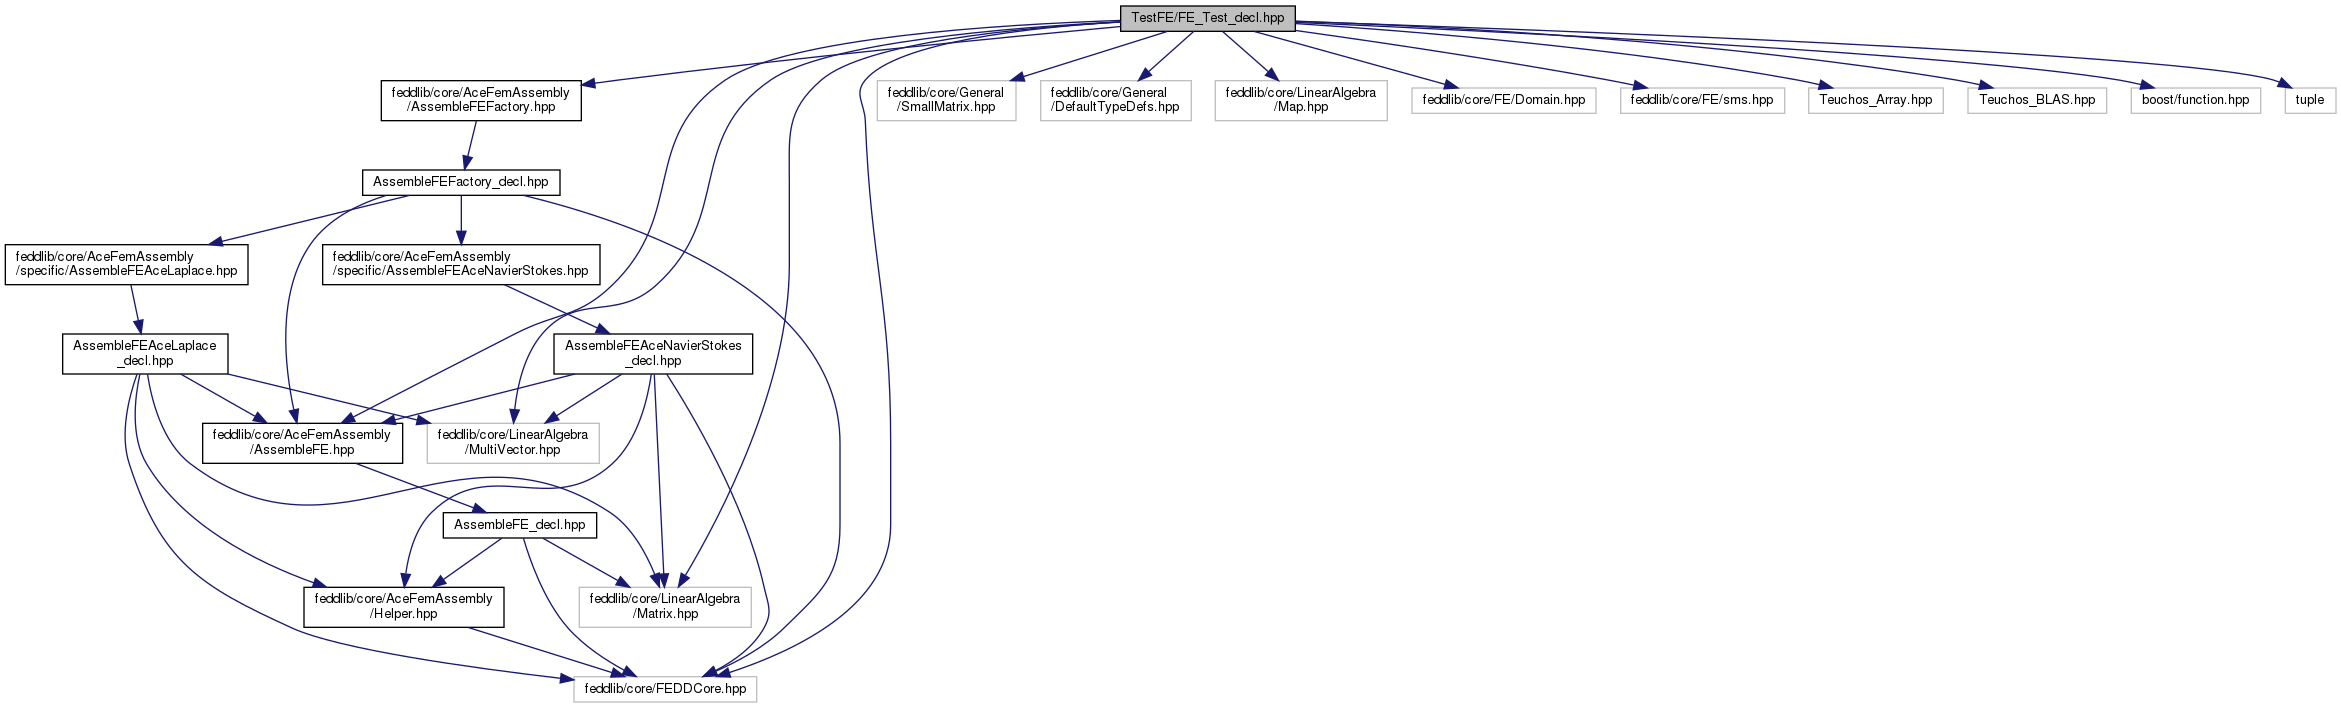 TestFE/FE_Test_decl.hpp
feddlib/core/AceFemAssembly
/AssembleFEFactory.hpp
feddlib/core/General
/SmallMatrix.hpp
feddlib/core/General
/DefaultTypeDefs.hpp
feddlib/core/LinearAlgebra
/Map.hpp
feddlib/core/FE/Domain.hpp
feddlib/core/FE/sms.hpp
Teuchos_Array.hpp
Teuchos_BLAS.hpp
boost/function.hpp
tuple
AssembleFEFactory_decl.hpp
feddlib/core/AceFemAssembly
/specific/AssembleFEAceLaplace.hpp
feddlib/core/AceFemAssembly
/specific/AssembleFEAceNavierStokes.hpp
AssembleFEAceLaplace
_decl.hpp
AssembleFEAceNavierStokes
_decl.hpp
feddlib/core/AceFemAssembly
/AssembleFE.hpp
feddlib/core/LinearAlgebra
/MultiVector.hpp
AssembleFE_decl.hpp
feddlib/core/AceFemAssembly
/Helper.hpp
feddlib/core/LinearAlgebra
/Matrix.hpp
feddlib/core/FEDDCore.hpp